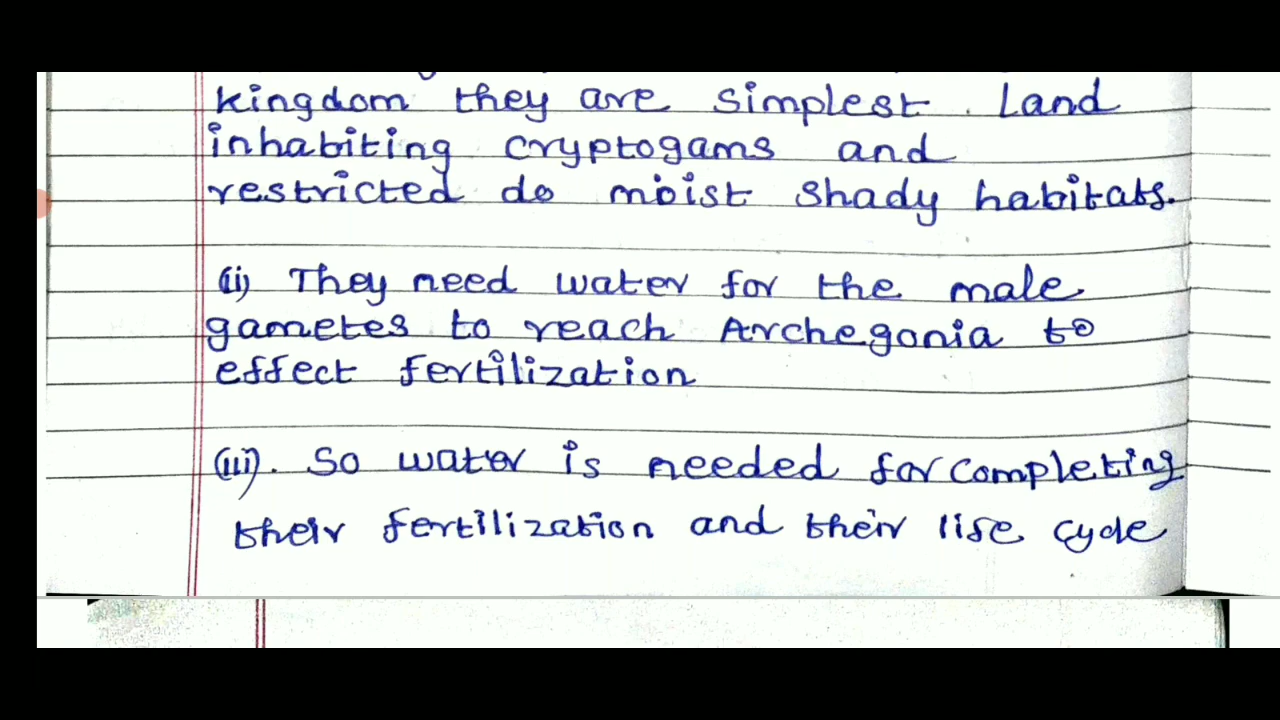 kingdom they are simplest. Land
inhabiting cryptogams and
restricted do moist shady habitats.
(ii) They need water for the male
gametes to reach Archegonia to
effect fertilization
(iii). So water is needed for completing
their fertilization and their life cycle